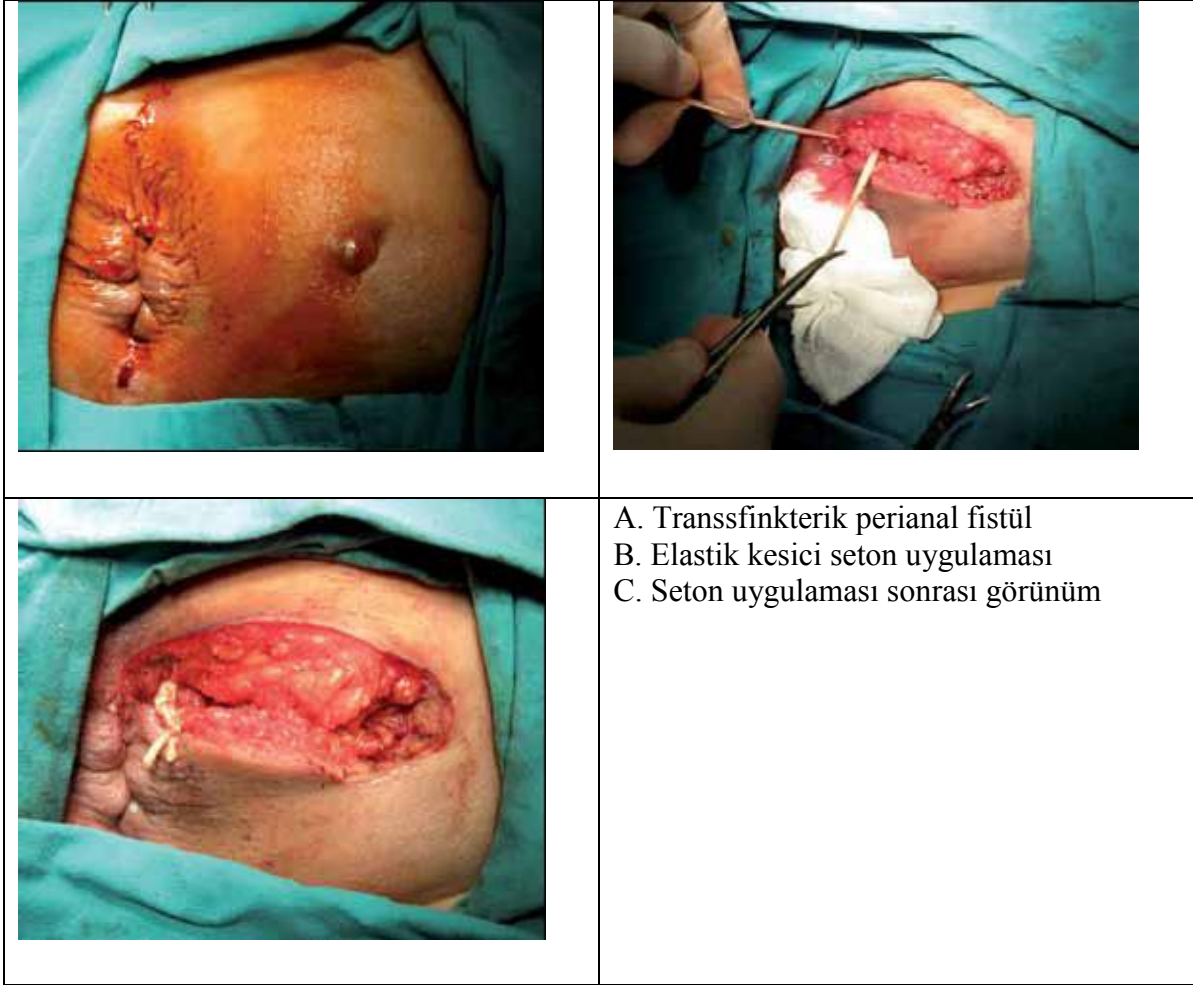 A. Transsfinkterik perianal fistül
B. Elastik kesici seton uygulaması
C. Seton uygulaması sonrası görünüm